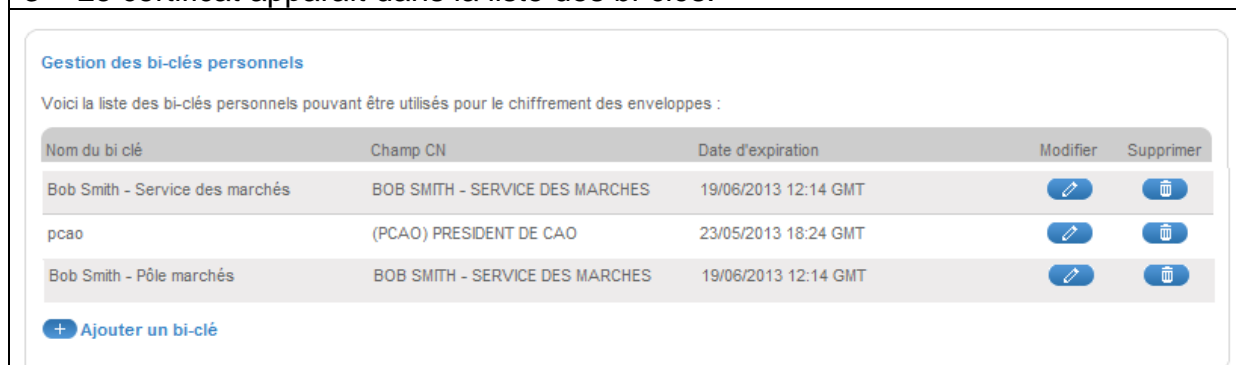 Gestion des bi-clés personnels
Voici la liste des bi-clés personnels pouvant être utilisés pour le chiffrement des enveloppes :
Nom du bi clé Champ CN Date d'expiration Modifier Supprimer
Bob Smith - Service des marchés BOB SMITH - SERVICE DES MARCHES 19/06/2013 12:14 GMT
pcao (PCAO) PRESIDENT DE CAO 23/05/2013 18:24 GMT
Bob Smith - Pôle marchés BOB SMITH - SERVICE DES MARCHES 19/06/2013 12:14 GMT
+ Ajouter un bi-clé